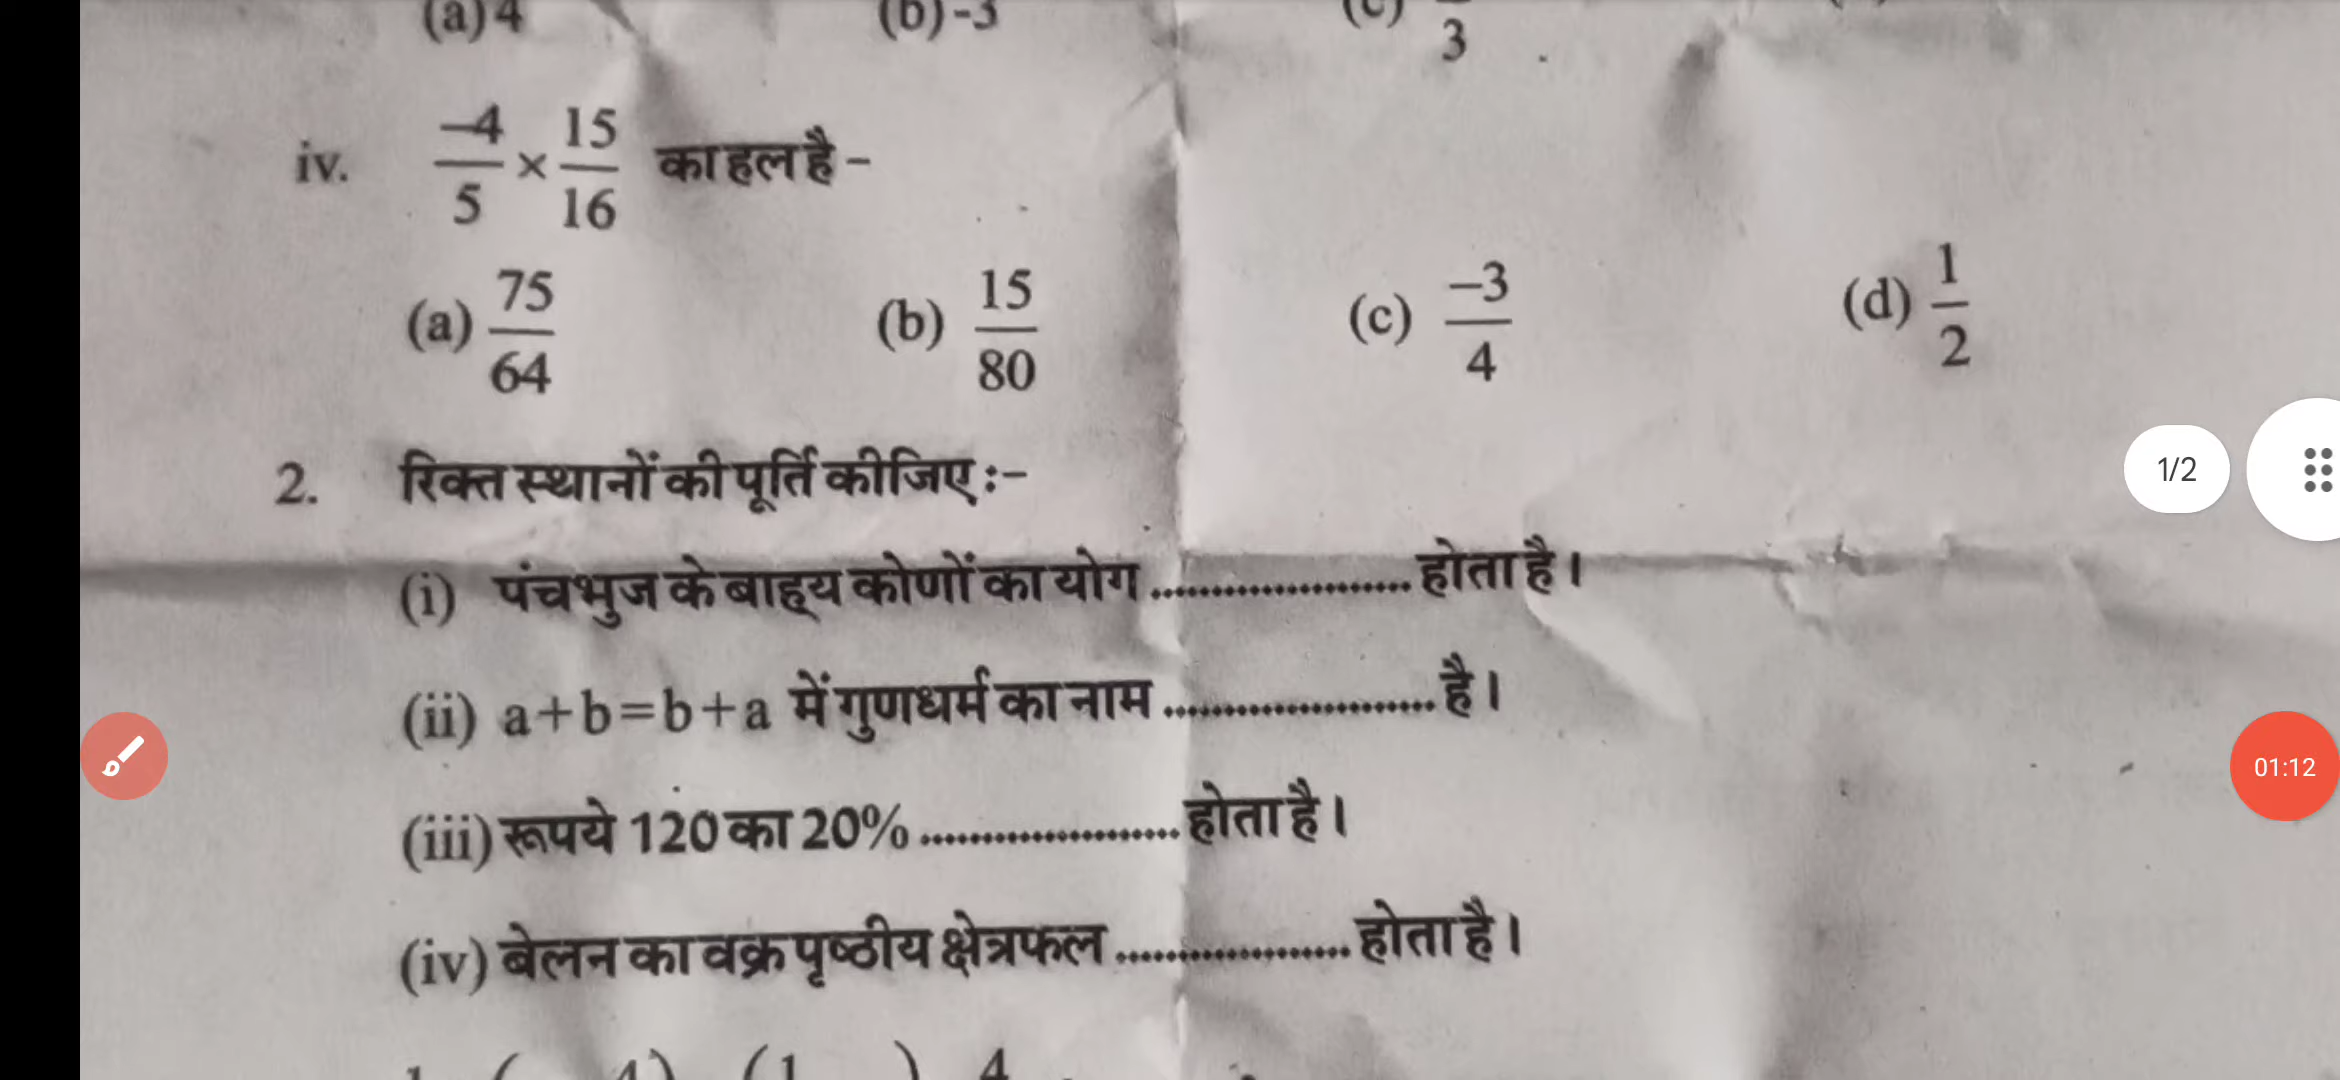 (a) 4 (b) -3 (c) 3
iv. -4/5 × 15/16 का हल है -
(a) 75/64 (b) 15/80 (c) -3/4 (d) 1/2
2. रिक्त स्थानों की पूर्ति कीजिए :-
(i) पंचभुज के बाह्य कोणों का योग ..................... होता है।
(ii) a+b=b+a में गुणधर्म का नाम ...................... है।
(iii) रूपये 120 का 20% ..................... होता है।
(iv) बेलन का वक्र पृष्ठीय क्षेत्रफल ................... होता है।
1/2
01:12